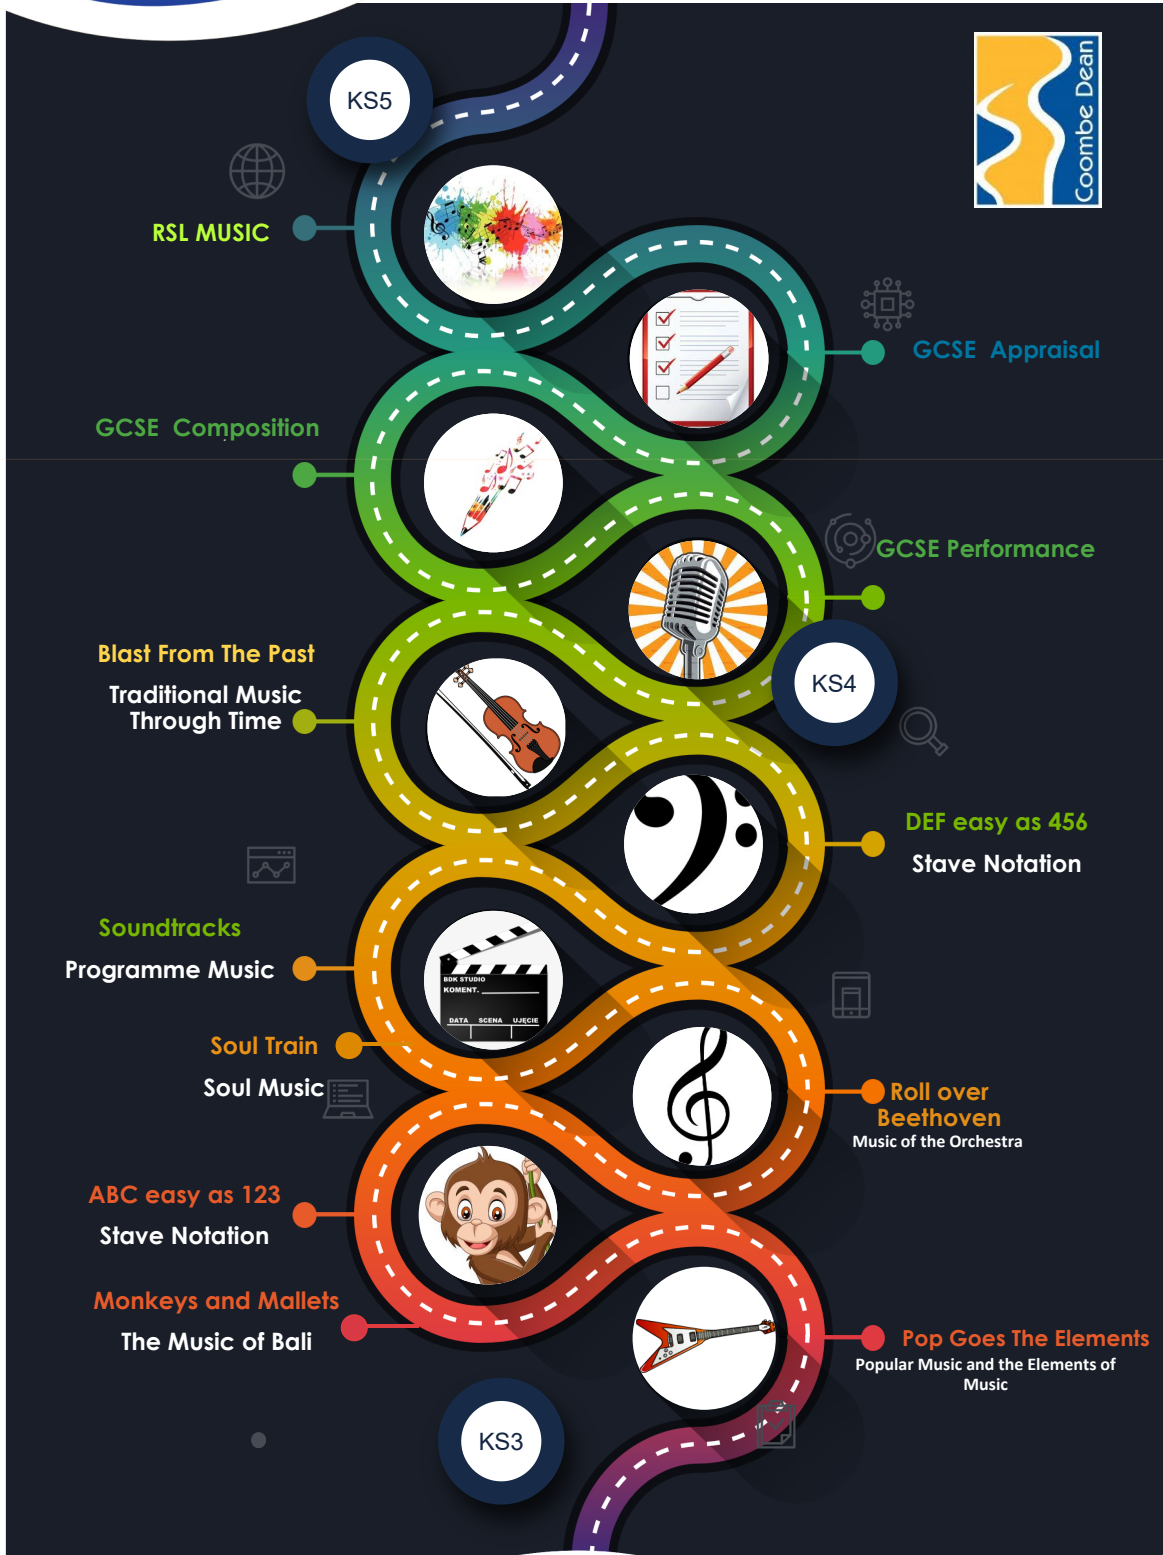 KS5
Coombe Dean
RSL MUSIC
GCSE Appraisal
GCSE Composition
GCSE Performance
Blast From The Past
Traditional Music
Through Time
KS4
DEF easy as 456
Stave Notation
Soundtracks
Programme Music
BDK STUDIO
KOMENT.
DATA SCENA UJĘCIE
Soul Train
Soul Music
Roll over
Beethoven
Music of the Orchestra
ABC easy as 123
Stave Notation
Monkeys and Mallets
The Music of Bali
Pop Goes The Elements
Popular Music and the Elements of
Music
KS3